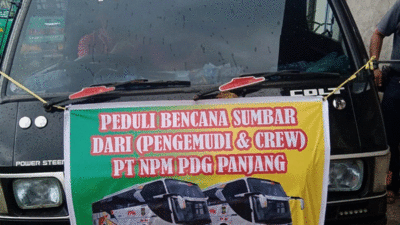 PEDULI BENCANA SUMBAR
DARI (PENGEMUDI & CREW)
PT NPM PDG PANJANG
COLT
POWER STEER